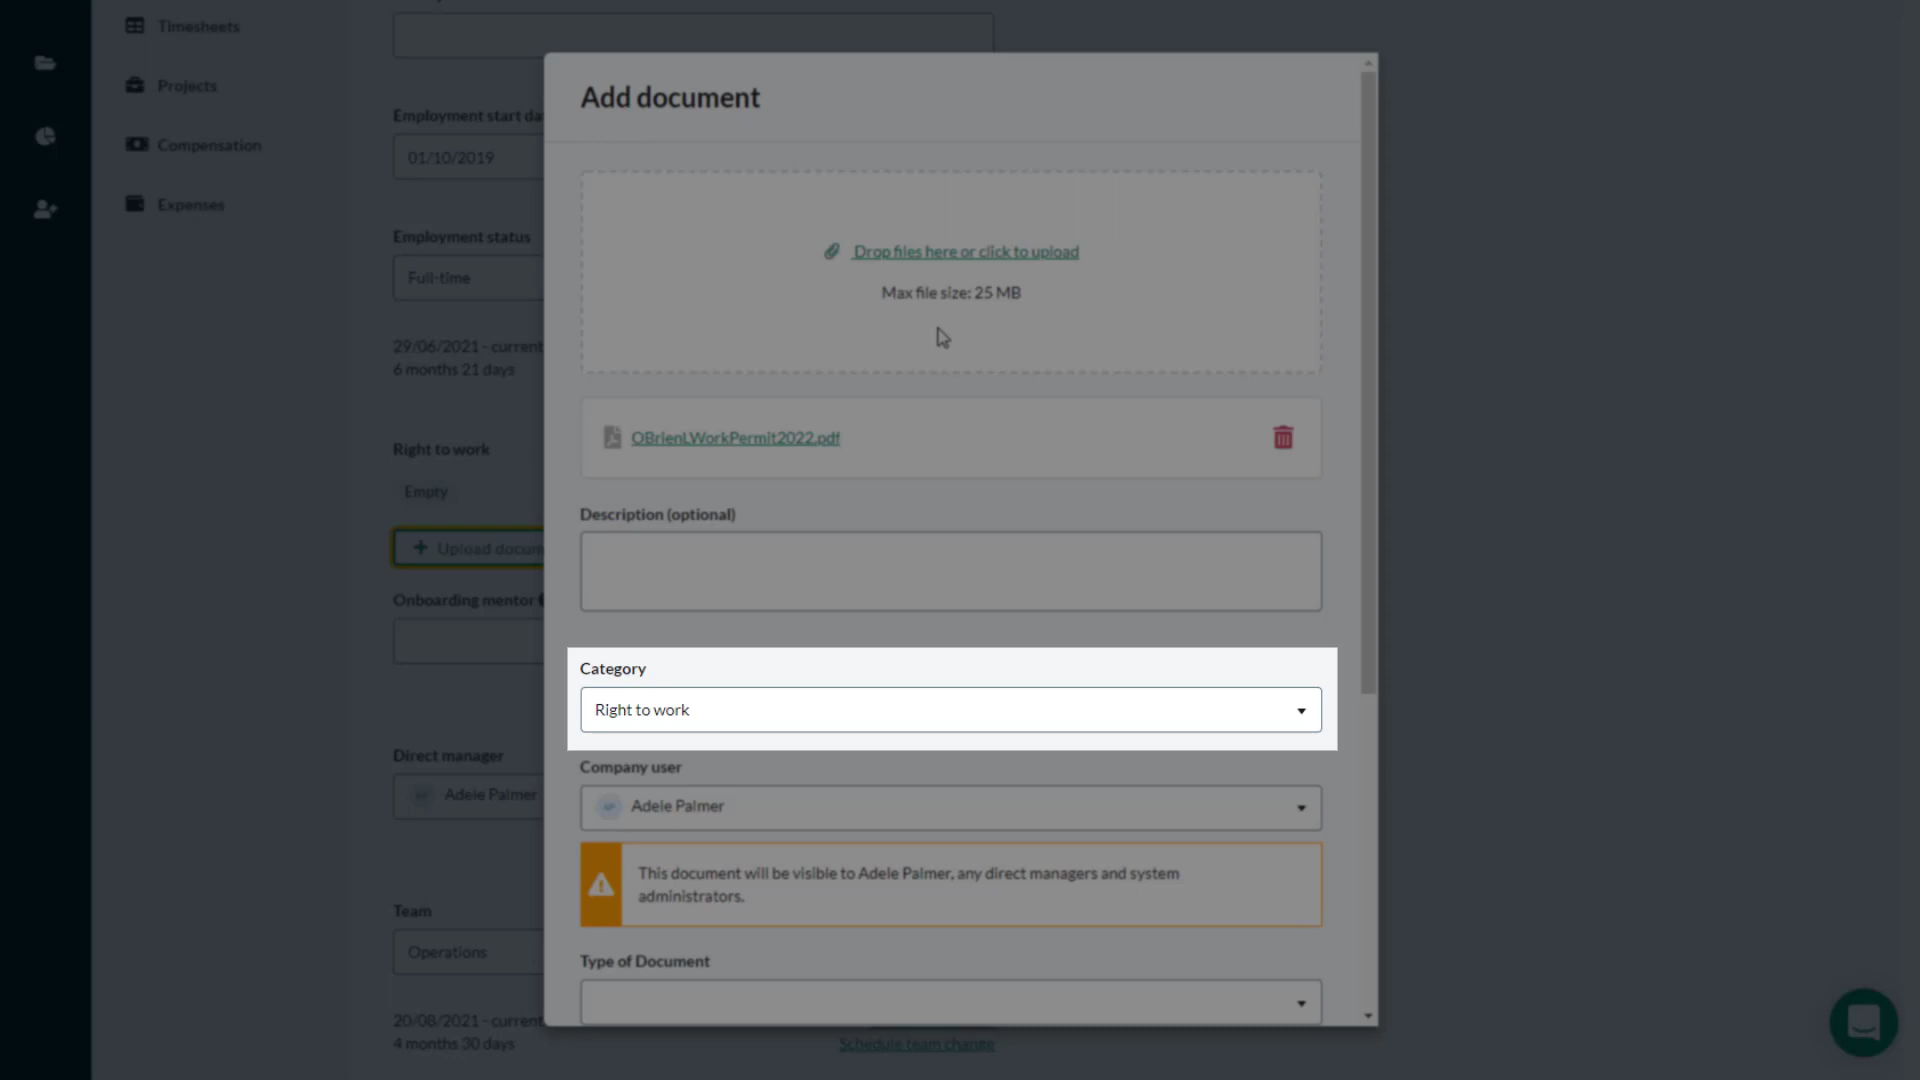 Timesheets
Projects
Compensation
Expenses
Employment start da
01/10/2019
Employment status
Full-time
29/06/2021 - current
6 months 21 days
Right to work
Empty
Upload docum
Onboarding mentor
Direct manager
Adele Palmer
Team
Operations
20/08/2021 - current
4 months 30 days
Schedule team change
Add document
Drop files here or click to upload
Max file size: 25 MB
OBrienLWorkPermit2022.pdf
Description (optional)
Category
Right to work
Company user
Adele Palmer
This document will be visible to Adele Palmer, any direct managers and system
administrators.
Type of Document